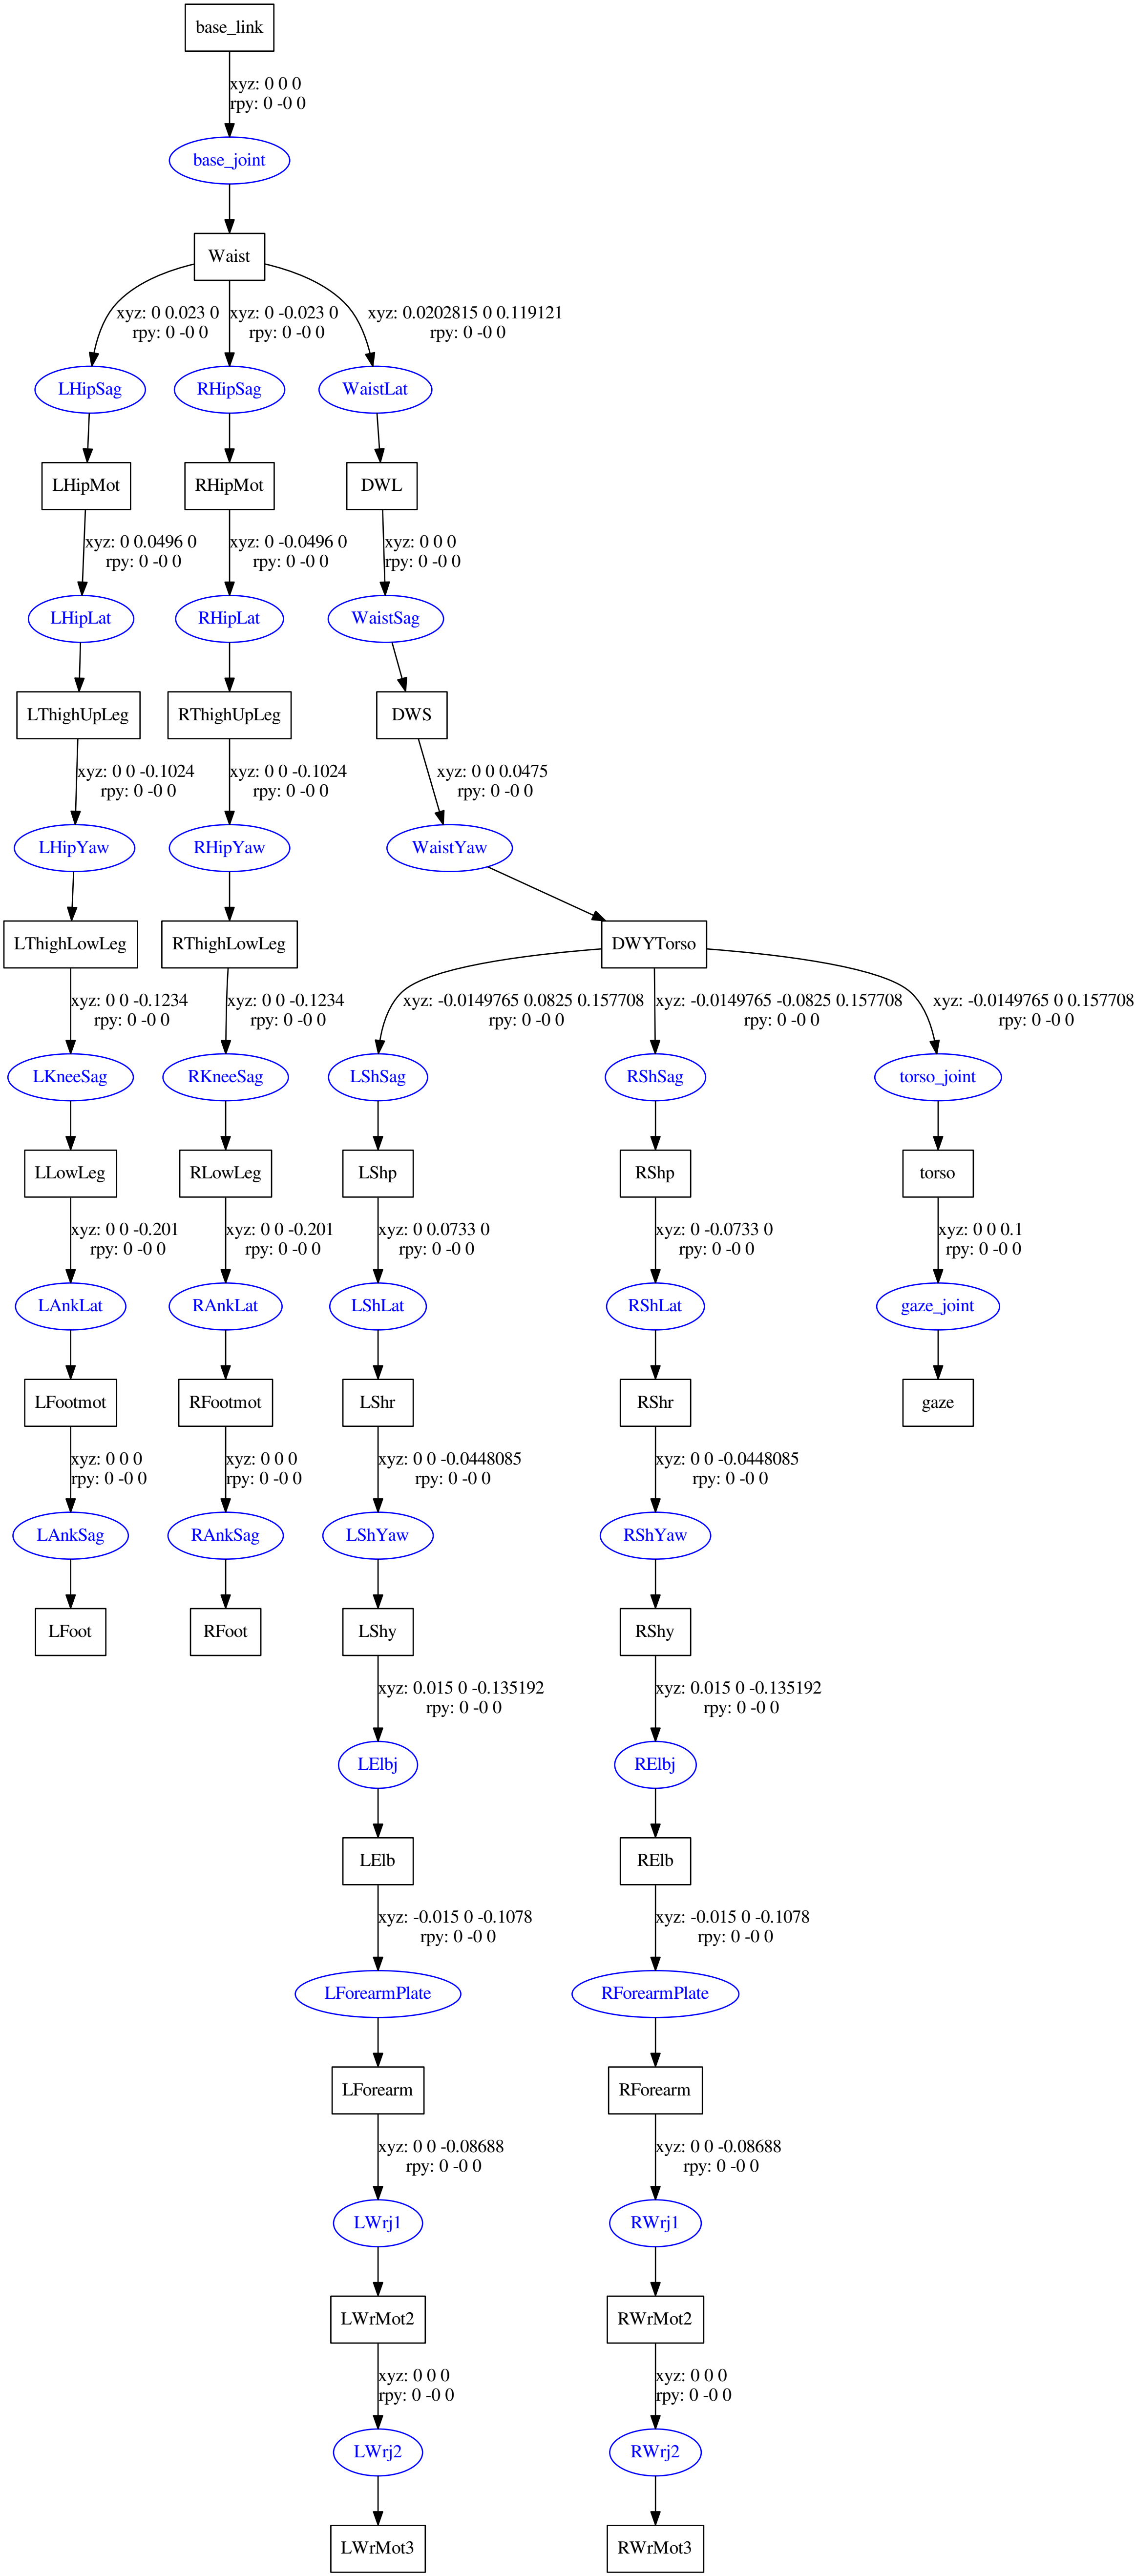 base_link
xyz: 0 0 0
rpy: 0 -0 0
base_joint
Waist
xyz: 0 0.023 0
rpy: 0 -0 0
xyz: 0 -0.023 0
rpy: 0 -0 0
xyz: 0.0202815 0 0.119121
rpy: 0 -0 0
LHipSag
RHipSag
WaistLat
LHipMot
RHipMot
DWL
xyz: 0 0.0496 0
rpy: 0 -0 0
xyz: 0 -0.0496 0
rpy: 0 -0 0
xyz: 0 0 0
rpy: 0 -0 0
LHipLat
RHipLat
WaistSag
LThighUpLeg
RThighUpLeg
DWS
xyz: 0 0 -0.1024
rpy: 0 -0 0
xyz: 0 0 -0.1024
rpy: 0 -0 0
xyz: 0 0 0.0475
rpy: 0 -0 0
LHipYaw
RHipYaw
WaistYaw
LThighLowLeg
RThighLowLeg
DWYTorso
xyz: 0 0 -0.1234
rpy: 0 -0 0
xyz: 0 0 -0.1234
rpy: 0 -0 0
xyz: -0.0149765 0.0825 0.157708
rpy: 0 -0 0
xyz: -0.0149765 -0.0825 0.157708
rpy: 0 -0 0
xyz: -0.0149765 0 0.157708
rpy: 0 -0 0
LKneeSag
RKneeSag
LShSag
RShSag
torso_joint
LLowLeg
RLowLeg
LShp
RShp
torso
xyz: 0 0 -0.201
rpy: 0 -0 0
xyz: 0 0 -0.201
rpy: 0 -0 0
xyz: 0 0.0733 0
rpy: 0 -0 0
xyz: 0 -0.0733 0
rpy: 0 -0 0
xyz: 0 0 0.1
rpy: 0 -0 0
LAnkLat
RAnkLat
LShLat
RShLat
gaze_joint
LFootmot
RFootmot
LShr
RShr
gaze
xyz: 0 0 0
rpy: 0 -0 0
xyz: 0 0 0
rpy: 0 -0 0
xyz: 0 0 -0.0448085
rpy: 0 -0 0
xyz: 0 0 -0.0448085
rpy: 0 -0 0
LAnkSag
RAnkSag
LShYaw
RShYaw
LFoot
RFoot
LShy
RShy
xyz: 0.015 0 -0.135192
rpy: 0 -0 0
xyz: 0.015 0 -0.135192
rpy: 0 -0 0
LElbj
RElbj
LElb
RElb
xyz: -0.015 0 -0.1078
rpy: 0 -0 0
xyz: -0.015 0 -0.1078
rpy: 0 -0 0
LForearmPlate
RForearmPlate
LForearm
RForearm
xyz: 0 0 -0.08688
rpy: 0 -0 0
xyz: 0 0 -0.08688
rpy: 0 -0 0
LWrj1
RWrj1
LWrMot2
RWrMot2
xyz: 0 0 0
rpy: 0 -0 0
xyz: 0 0 0
rpy: 0 -0 0
LWrj2
RWrj2
LWrMot3
RWrMot3